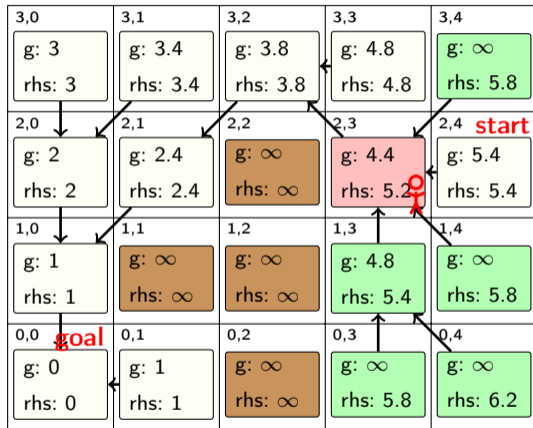 3,0 3,1 3,2 3,3 3,4
g: 3 g: 3.4 g: 3.8 g: 4.8 g: ∞
rhs: 3 rhs: 3.4 rhs: 3.8 rhs: 4.8 rhs: 5.8
2,0 2,1 2,2 2,3 2,4 start
g: 2 g: 2.4 g: ∞ g: 4.4 g: 5.4
rhs: 2 rhs: 2.4 rhs: ∞ rhs: 5.2 rhs: 5.4
1,0 1,1 1,2 1,3 1,4
g: 1 g: ∞ g: ∞ g: 4.8 g: ∞
rhs: 1 rhs: ∞ rhs: ∞ rhs: 5.4 rhs: 5.8
0,0 goal 0,1 0,2 0,3 0,4
g: 0 g: 1 g: ∞ g: ∞ g: ∞
rhs: 0 rhs: 1 rhs: ∞ rhs: 5.8 rhs: 6.2